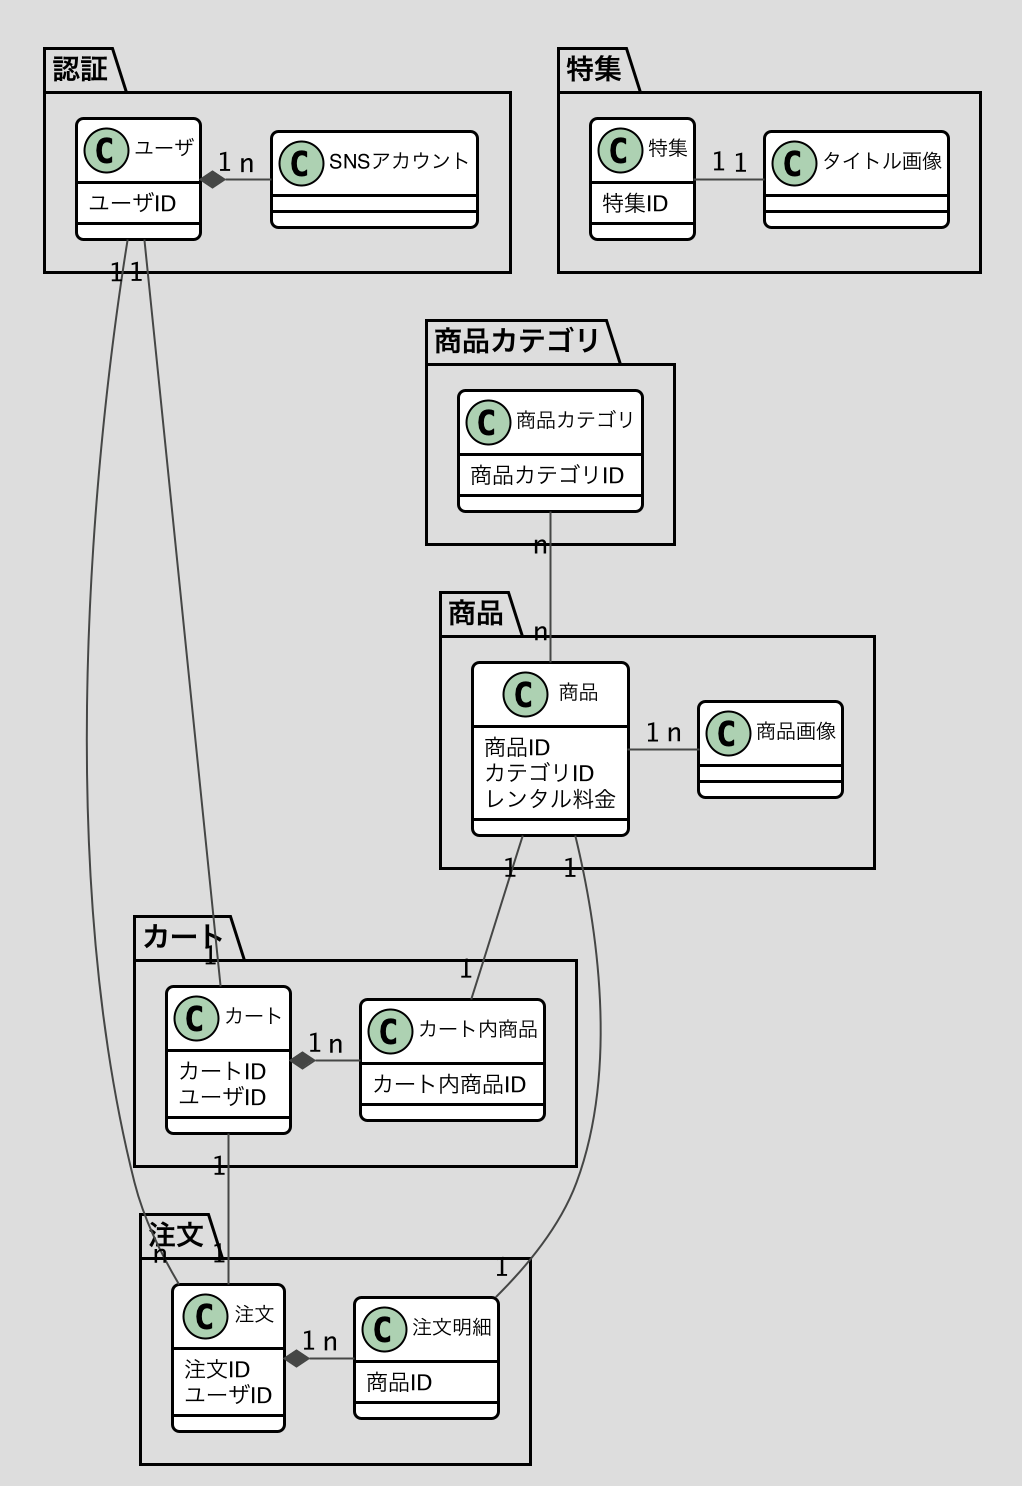 認証
C ユーザ
ユーザID
1 n
C SNSアカウント
特集
C 特集
特集ID
1 1
C タイトル画像
1 1
商品カテゴリ
C 商品カテゴリ
商品カテゴリID
n
商品
n
C 商品
商品ID
カテゴリID
レンタル料金
1 n
C 商品画像
1 1
カート
1
1
C カート
カートID
ユーザID
1 n
C カート内商品
カート内商品ID
1
注文
n 1
1
C 注文
注文ID
ユーザID
1 n
C 注文明細
商品ID